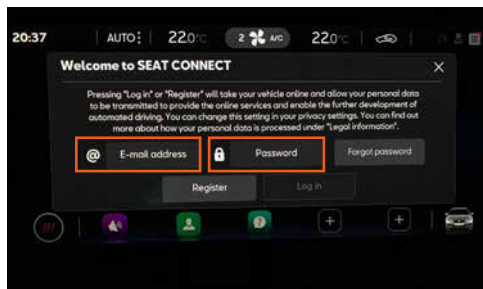 20:37 AUTO 22.0°C 2 A/C 22.0°C
Welcome to SEAT CONNECT
Pressing "Log in" or "Register" will take your vehicle online and allow your personal data
to be transmitted to provide the online services and enable the further development of
automated driving. You can change this setting in your privacy settings. You can find out
more about how your personal data is processed under "Legal information".
@ E-mail address Password Forgot password
Register Log in